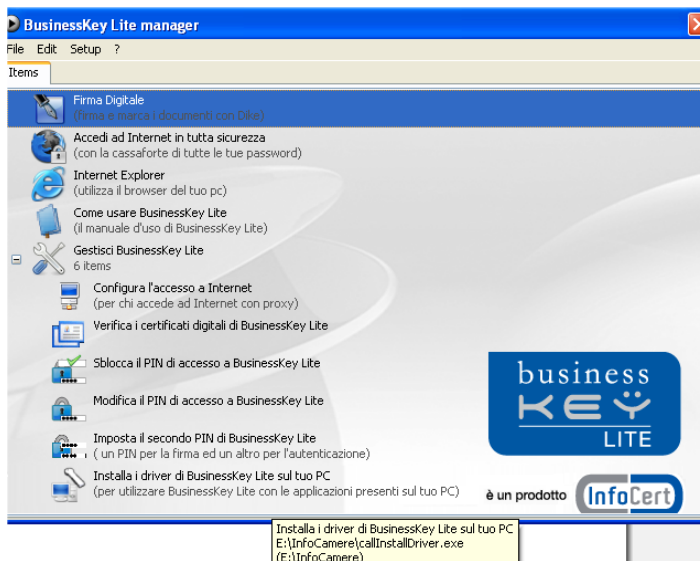 BusinessKey Lite manager
File Edit Setup ?
Items
Firma Digitale
(firma e marca i documenti con Dike)
Accedi ad Internet in tutta sicurezza
(con la cassaforte di tutte le tue password)
Internet Explorer
(utilizza il browser del tuo pc)
Come usare BusinessKey Lite
(il manuale d'uso di BusinessKey Lite)
Gestisci BusinessKey Lite
6 items
Configura l'accesso a Internet
(per chi accede ad Internet con proxy)
Verifica i certificati digitali di BusinessKey Lite
Sblocca il PIN di accesso a BusinessKey Lite
Modifica il PIN di accesso a BusinessKey Lite
Imposta il secondo PIN di BusinessKey Lite
( un PIN per la firma ed un altro per l'autenticazione)
Installa i driver di BusinessKey Lite sul tuo PC
(per utilizzare BusinessKey Lite con le applicazioni presenti sul tuo PC)
business
KEY
LITE
è un prodotto InfoCert
Installa i driver di BusinessKey Lite sul tuo PC
E:\InfoCamere\callInstallDriver.exe
(E:\InfoCamere)